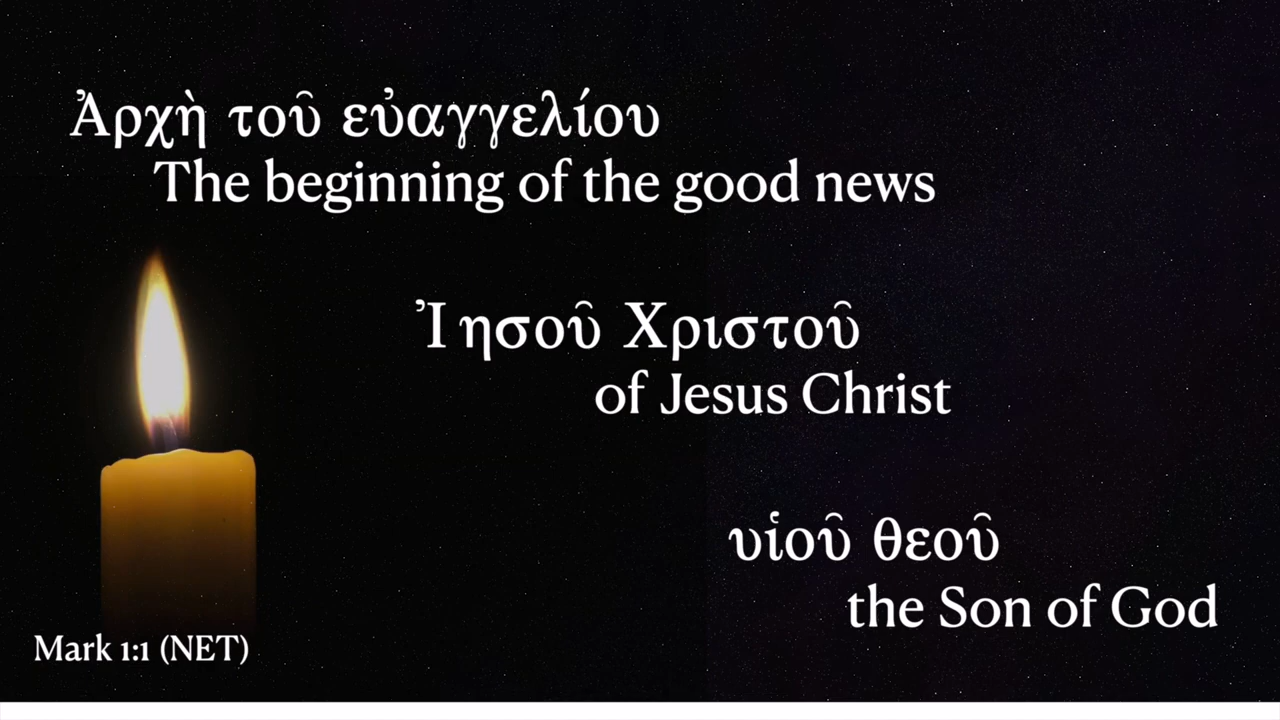 Ἀρχὴ τοῦ εὐαγγελίου
The beginning of the good news
Ἰησοῦ Χριστοῦ
of Jesus Christ
υἱοῦ θεοῦ
the Son of God
Mark 1:1 (NET)